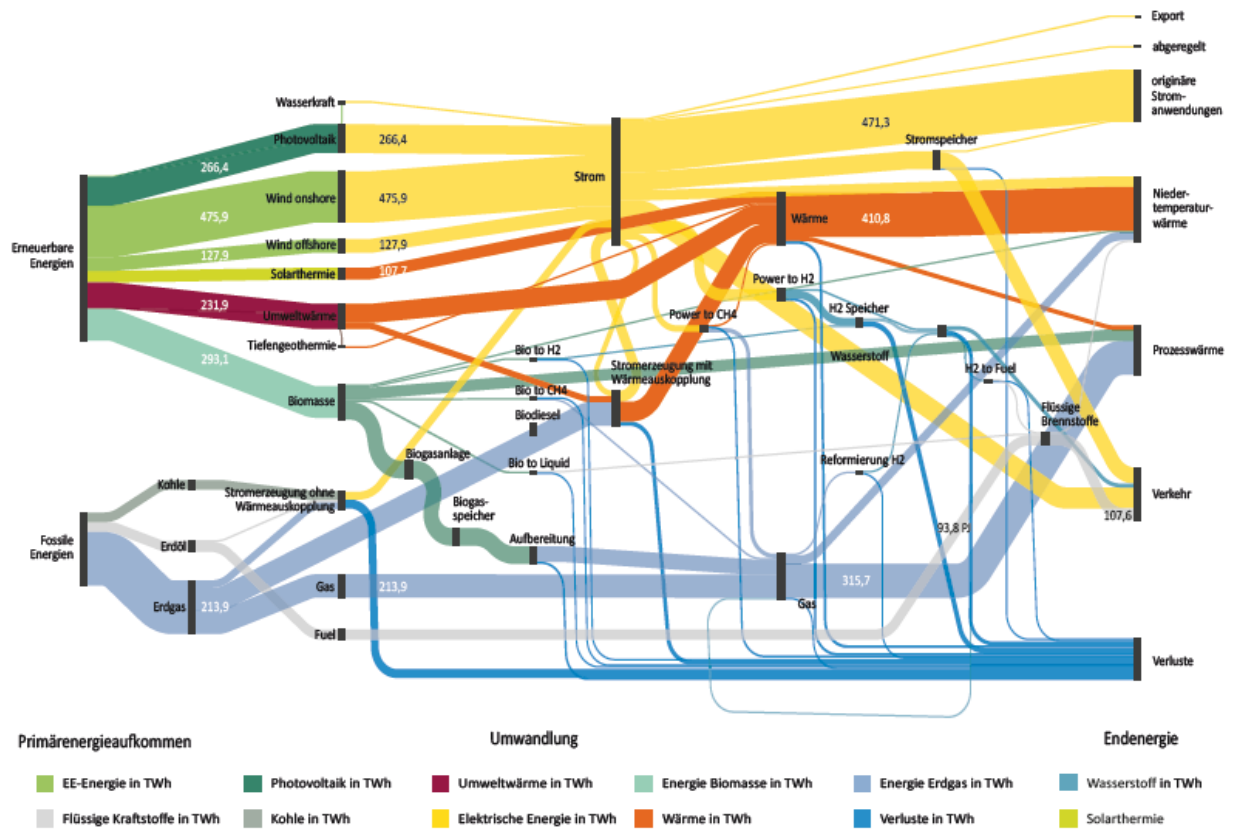 Export
abgeregelt
originäre
Strom-
anwendungen
Wasserkraft
Photovoltaik
266,4
266,4
471,3
Stromspeicher
Strom
Wind onshore
475,9
475,9
Nieder-
temperatur-
wärme
Wärme
410,8
Erneuerbare
Energien
Wind offshore
127,9
127,9
Solarthermie
107,7
Power to H2
231,9
Umweltwärme
Power to CH4
H2 Speicher
Tiefengeothermie
Bio to H2
Wasserstoff
Prozesswärme
293,1
Stromerzeugung mit
Wärmeauskopplung
H2 to Fuel
Bio to CH4
Biomasse
Biodiesel
Flüssige
Brennstoffe
Biogasanlage
Bio to Liquid
Reformierung H2
Kohle
Stromerzeugung ohne
Wärmeauskopplung
Verkehr
107,6
Biogas-
speicher
93,8 PJ
Fossile
Energien
Erdöl
Aufbereitung
Gas
213,9
315,7
Erdgas
213,9
Gas
Fuel
Verluste
Primärenergieaufkommen
Umwandlung
Endenergie
EE-Energie in TWh
Photovoltaik in TWh
Umweltwärme in TWh
Energie Biomasse in TWh
Energie Erdgas in TWh
Wasserstoff in TWh
Flüssige Kraftstoffe in TWh
Kohle in TWh
Elektrische Energie in TWh
Wärme in TWh
Verluste in TWh
Solarthermie